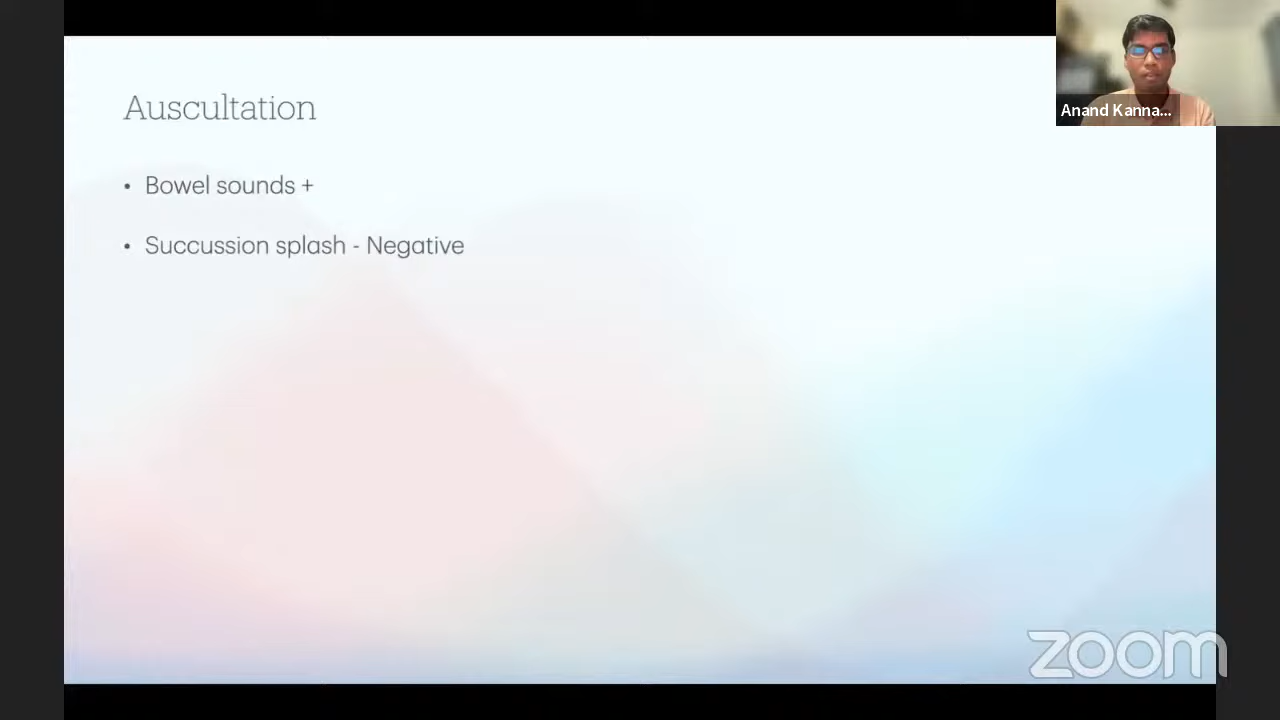 Auscultation
Anand Kanna...
• Bowel sounds +
• Succussion splash - Negative
zoom